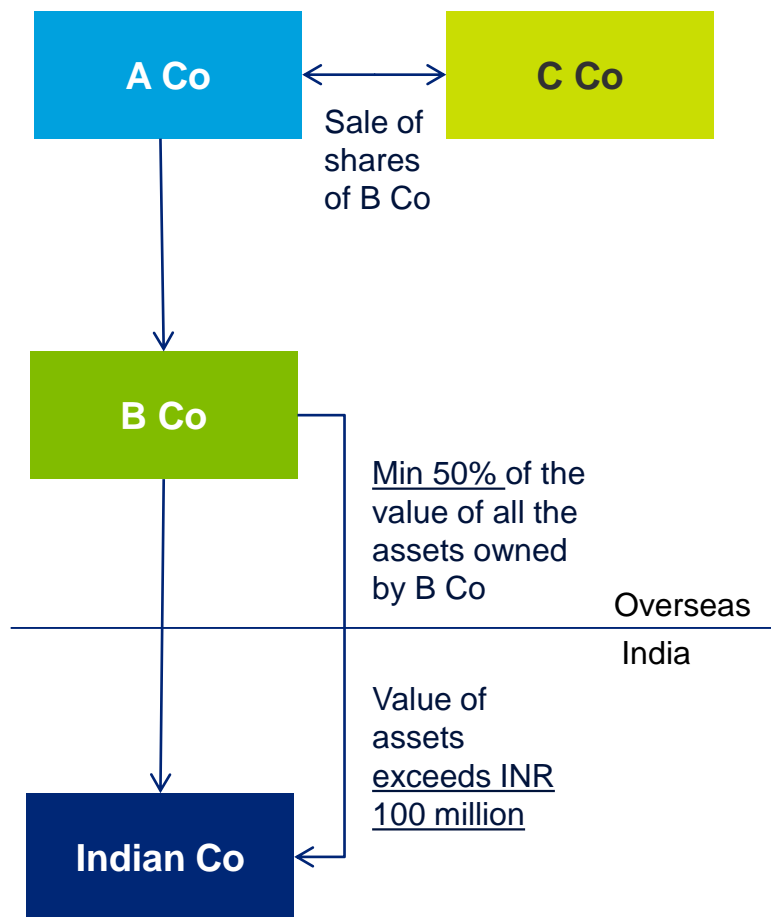 A Co
C Co
Sale of
shares
of B Co
B Co
Min 50% of the
value of all the
assets owned
by B Co
Overseas
India
Value of
assets
exceeds INR
100 million
Indian Co